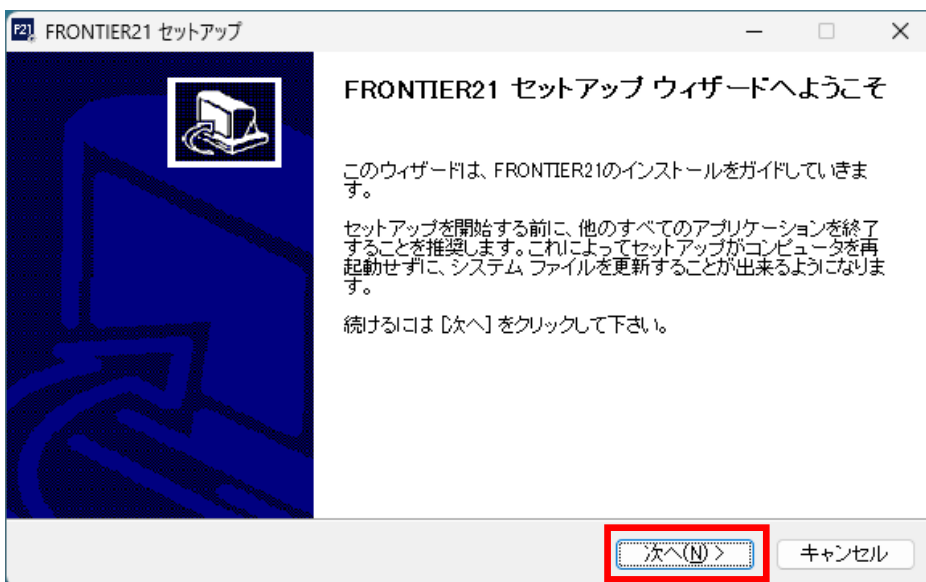 F21 FRONTIER21 セットアップ
FRONTIER21 セットアップ ウィザードへようこそ
このウィザードは、FRONTIER21のインストールをガイドしていきま
す。
セットアップを開始する前に、他のすべてのアプリケーションを終了
することを推奨します。これによってセットアップがコンピュータを再
起動せずに、システム ファイルを更新することが出来るようになりま
す。
続けるには [次へ] をクリックして下さい。
次へ(N) >
キャンセル